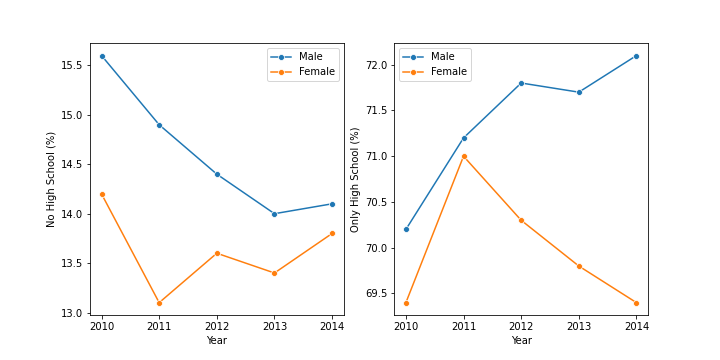 No High School (%)
15.5
15.0
14.5
14.0
13.5
13.0
2010 2011 2012 2013 2014
Year
Male
Female
Only High School (%)
72.0
71.5
71.0
70.5
70.0
69.5
2010 2011 2012 2013 2014
Year
Male
Female